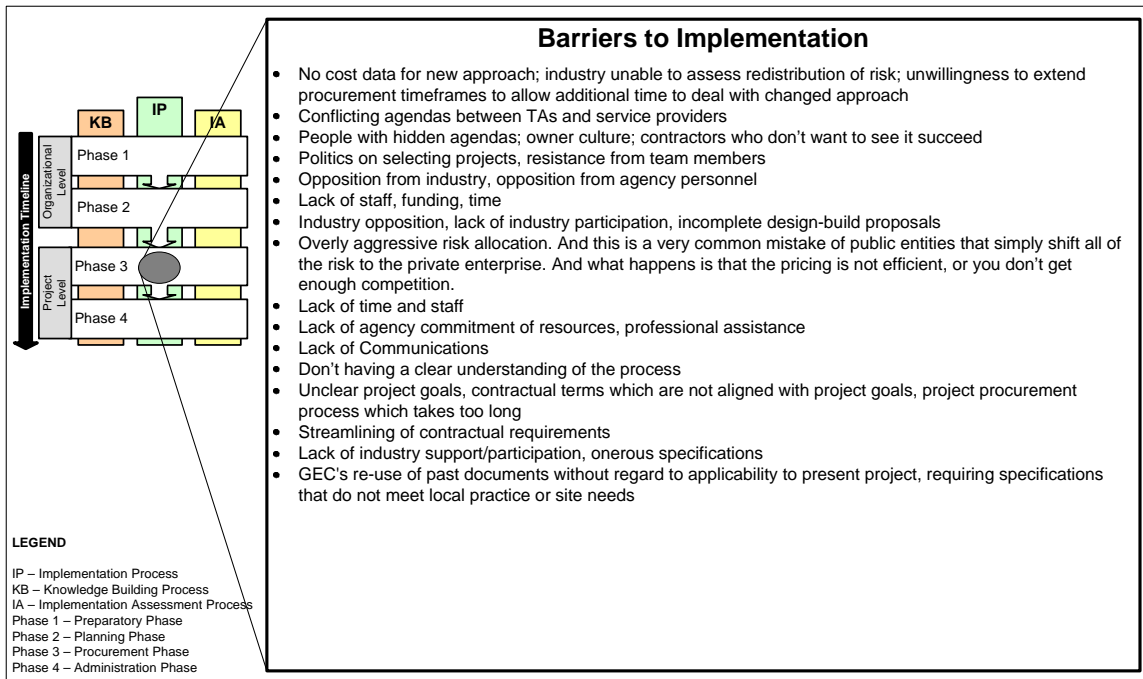 Barriers to Implementation
• No cost data for new approach; industry unable to assess redistribution of risk; unwillingness to extend
procurement timeframes to allow additional time to deal with changed approach
• Conflicting agendas between TAs and service providers
• People with hidden agendas; owner culture; contractors who don’t want to see it succeed
• Politics on selecting projects, resistance from team members
• Opposition from industry, opposition from agency personnel
• Lack of staff, funding, time
• Industry opposition, lack of industry participation, incomplete design-build proposals
• Overly aggressive risk allocation. And this is a very common mistake of public entities that simply shift all of
the risk to the private enterprise. And what happens is that the pricing is not efficient, or you don’t get
enough competition.
• Lack of time and staff
• Lack of agency commitment of resources, professional assistance
• Lack of Communications
• Don’t having a clear understanding of the process
• Unclear project goals, contractual terms which are not aligned with project goals, project procurement
process which takes too long
• Streamlining of contractual requirements
• Lack of industry support/participation, onerous specifications
• GEC's re-use of past documents without regard to applicability to present project, requiring specifications
that do not meet local practice or site needs
KB
IP
IA
Implementation Timeline
Organizational
Level
Phase 1
Phase 2
Project
Level
Phase 3
Phase 4
LEGEND
IP – Implementation Process
KB – Knowledge Building Process
IA – Implementation Assessment Process
Phase 1 – Preparatory Phase
Phase 2 – Planning Phase
Phase 3 – Procurement Phase
Phase 4 – Administration Phase